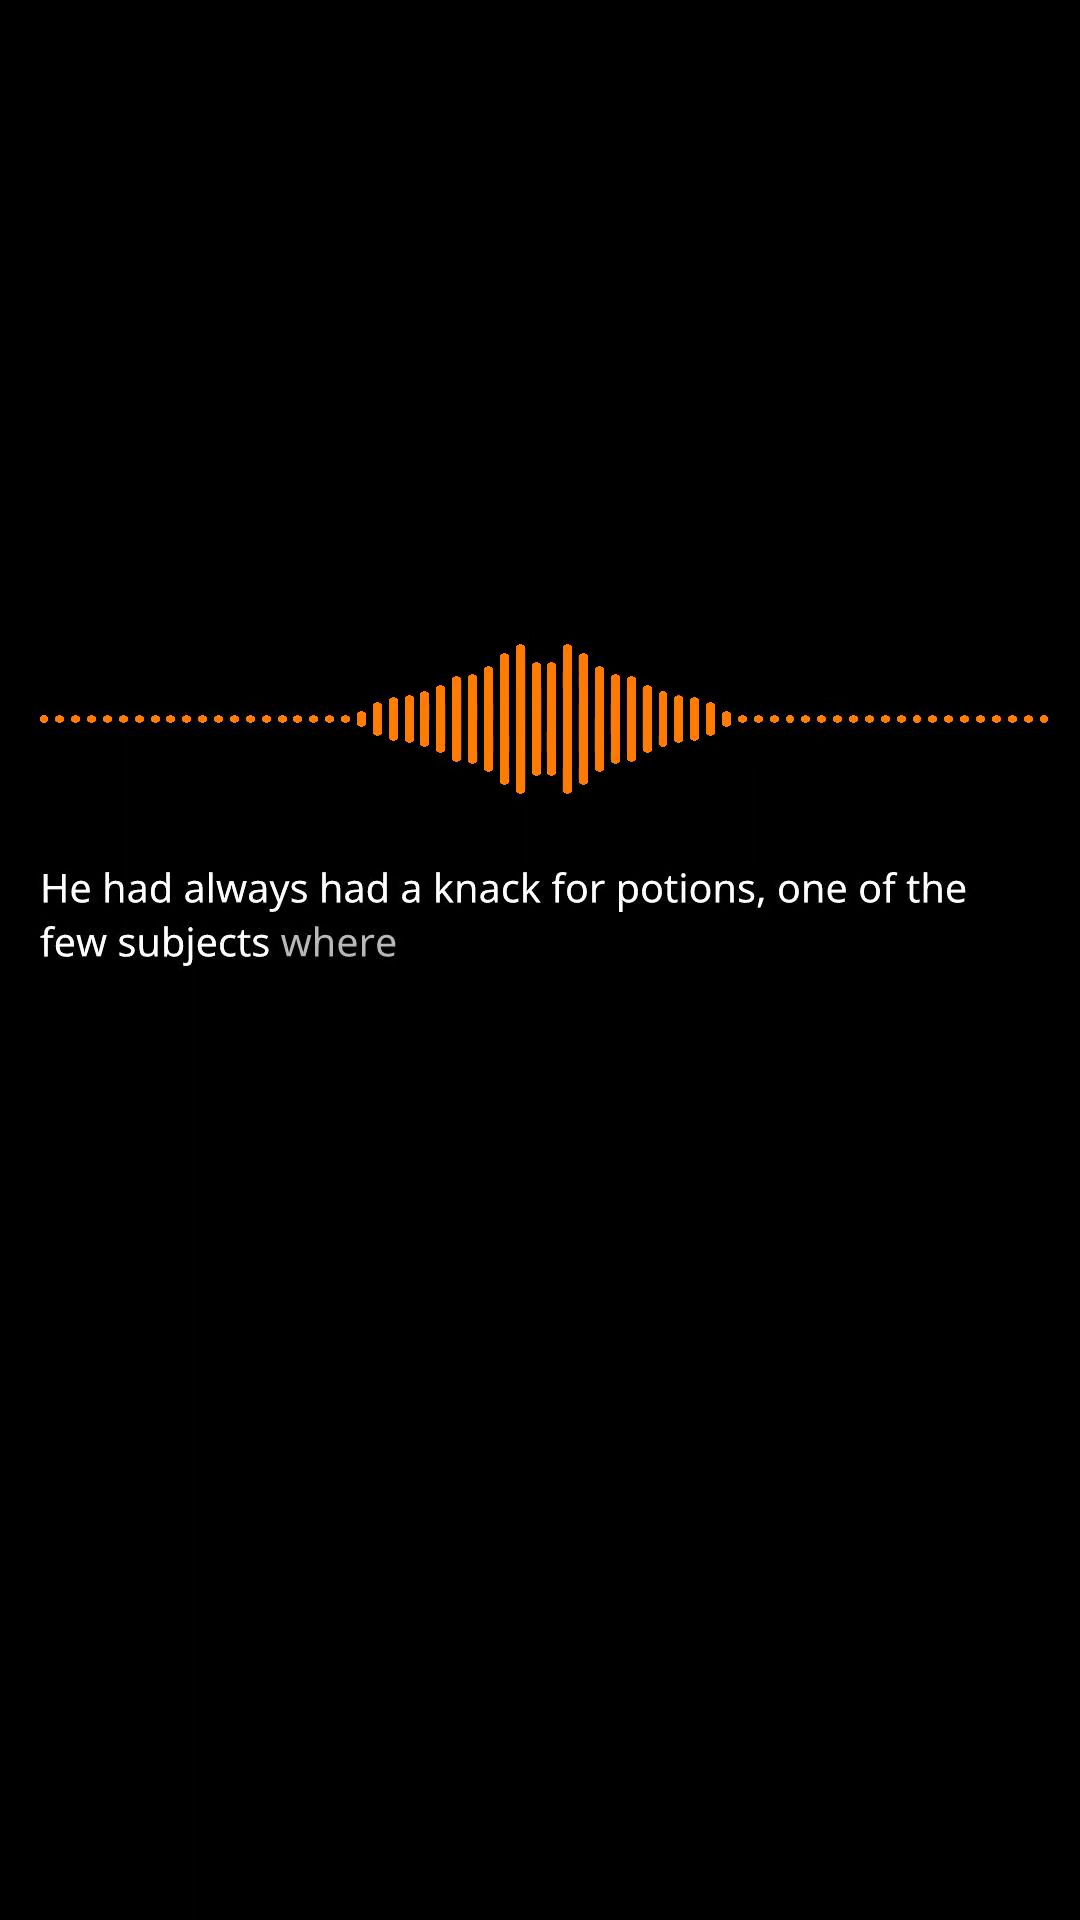 He had always had a knack for potions, one of the
few subjects where